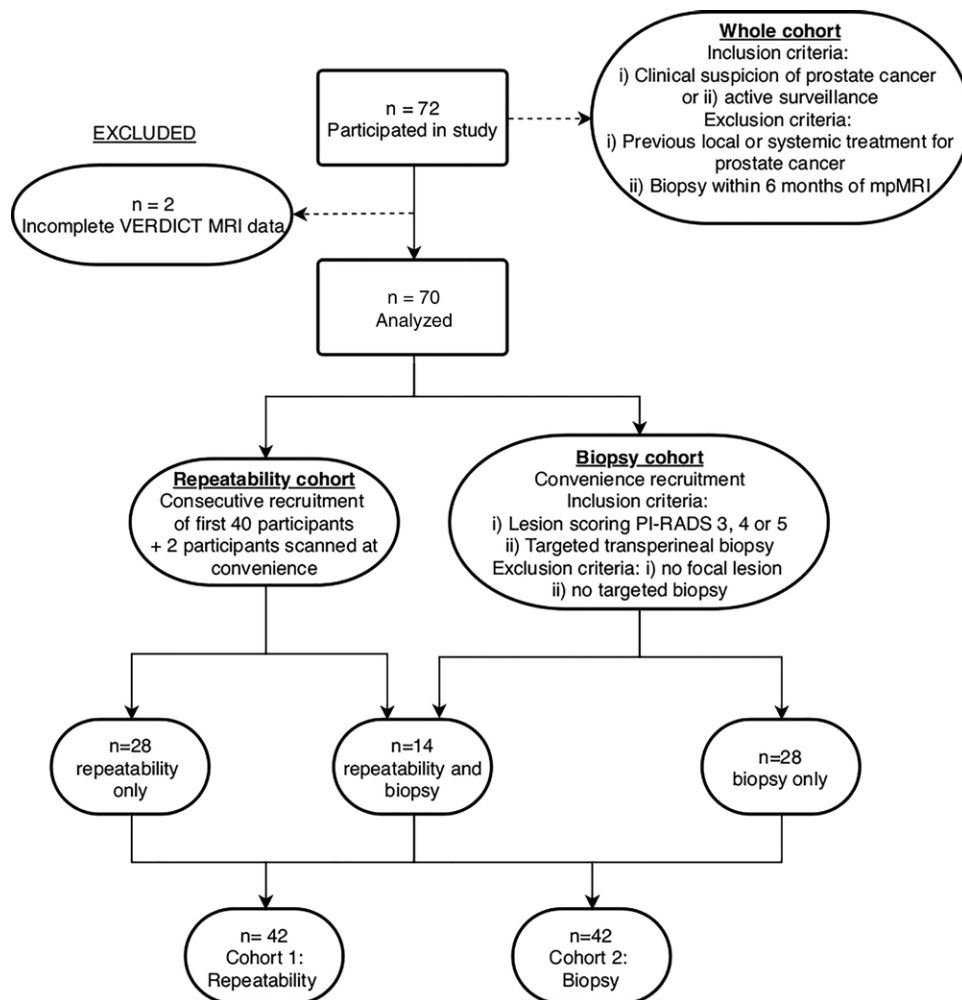 Whole cohort
Inclusion criteria:
i) Clinical suspicion of prostate cancer
or ii) active surveillance
Exclusion criteria:
i) Previous local or systemic treatment for
prostate cancer
ii) Biopsy within 6 months of mpMRI
n = 72
Participated in study
EXCLUDED
n = 2
Incomplete VERDICT MRI data
n = 70
Analyzed
Repeatability cohort
Consecutive recruitment
of first 40 participants
+ 2 participants scanned at
convenience
Biopsy cohort
Convenience recruitment
Inclusion criteria:
i) Lesion scoring PI-RADS 3, 4 or 5
ii) Targeted transperineal biopsy
Exclusion criteria: i) no focal lesion
ii) no targeted biopsy
n=28
repeatability
only
n=14
repeatability and
biopsy
n=28
biopsy only
n= 42
Cohort 1:
Repeatability
n=42
Cohort 2:
Biopsy